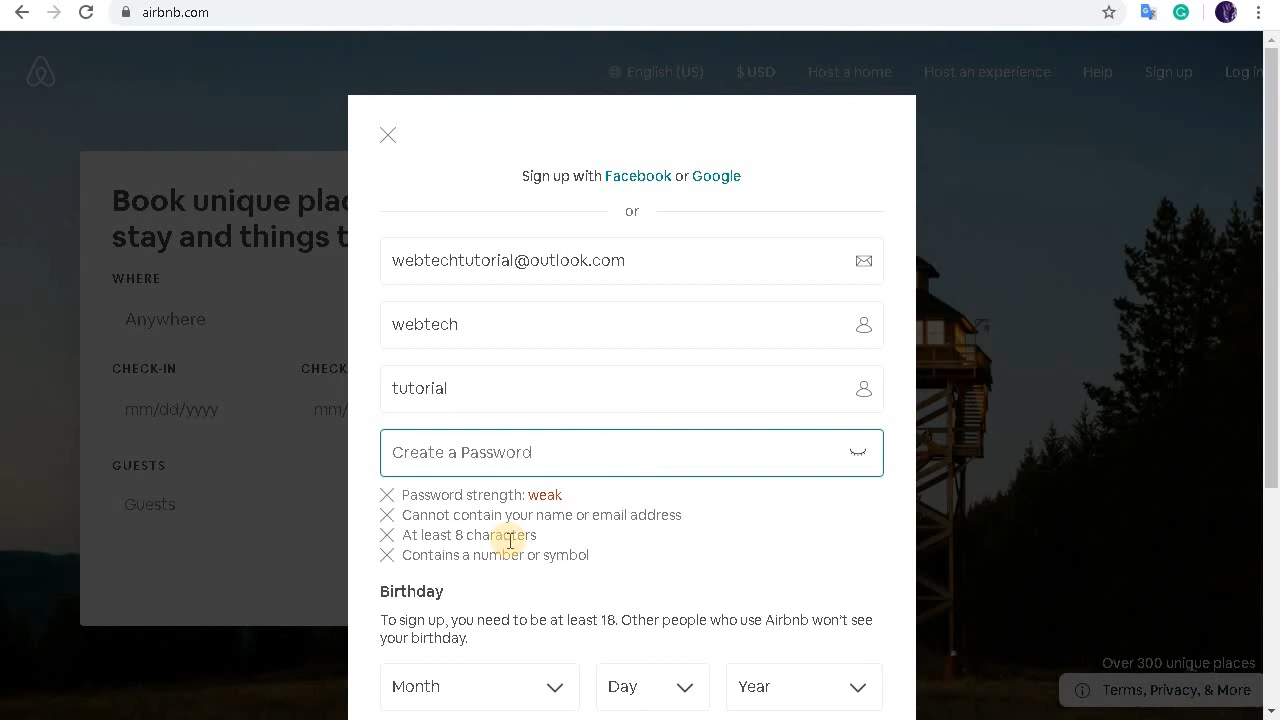 airbnb.com
English (US)
$ USD
Host a home
Host an experience
Help
Sign up
Log in
Sign up with Facebook or Google
or
webtechtutorial@outlook.com
webtech
tutorial
Create a Password
Password strength: weak
Cannot contain your name or email address
At least 8 characters
Contains a number or symbol
Birthday
To sign up, you need to be at least 18. Other people who use Airbnb won't see
your birthday.
Month
Day
Year
Book unique
stay and things
WHERE
Anywhere
CHECK-IN
CHECK
mm/dd/yyyy
mm/
GUESTS
Guests
Over 300 unique places
Terms, Privacy, & More